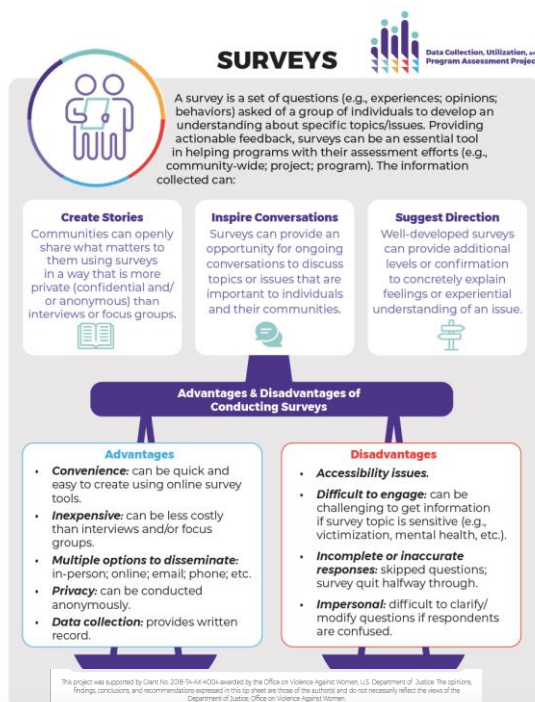 SURVEYS
Data Collection, Utilization, and
Program Assessment Project
A survey is a set of questions (e.g., experiences; opinions;
behaviors) asked of a group of individuals to develop an
understanding about specific topics/issues. Providing
actionable feedback, surveys can be an essential tool
in helping programs with their assessment efforts (e.g.,
community-wide; project; program). The information
collected can:
Create Stories
Communities can openly
share what matters to
them using surveys
in a way that is more
private (confidential and/
or anonymous) than
interviews or focus groups.
Inspire Conversations
Surveys can provide an
opportunity for ongoing
conversations to discuss
topics or issues that are
important to individuals
and their communities.
Suggest Direction
Well-developed surveys
can provide additional
levels or confirmation
to concretely explain
feelings or experiential
understanding of an issue.
Advantages & Disadvantages of
Conducting Surveys
Advantages
• Convenience: can be quick and
easy to create using online survey
tools.
• Inexpensive: can be less costly
than interviews and/or focus
groups.
• Multiple options to disseminate:
in-person; online; email; phone; etc.
• Privacy: can be conducted
anonymously.
• Data collection: provides written
record.
Disadvantages
• Accessibility issues.
• Difficult to engage: can be
challenging to get information
if survey topic is sensitive (e.g.,
victimization, mental health, etc.).
• Incomplete or inaccurate
responses: skipped questions;
survey quit halfway through.
• Impersonal: difficult to clarify/
modify questions if respondents
are confused.
This project was supported by Grant No. 2018-TA-AX-K004 awarded by the Office on Violence Against Women, U.S. Department of Justice. The opinions,
findings, conclusions, and recommendations expressed in this tip sheet are those of the author(s) and do not necessarily reflect the views of the
Department of Justice, Office on Violence Against Women.